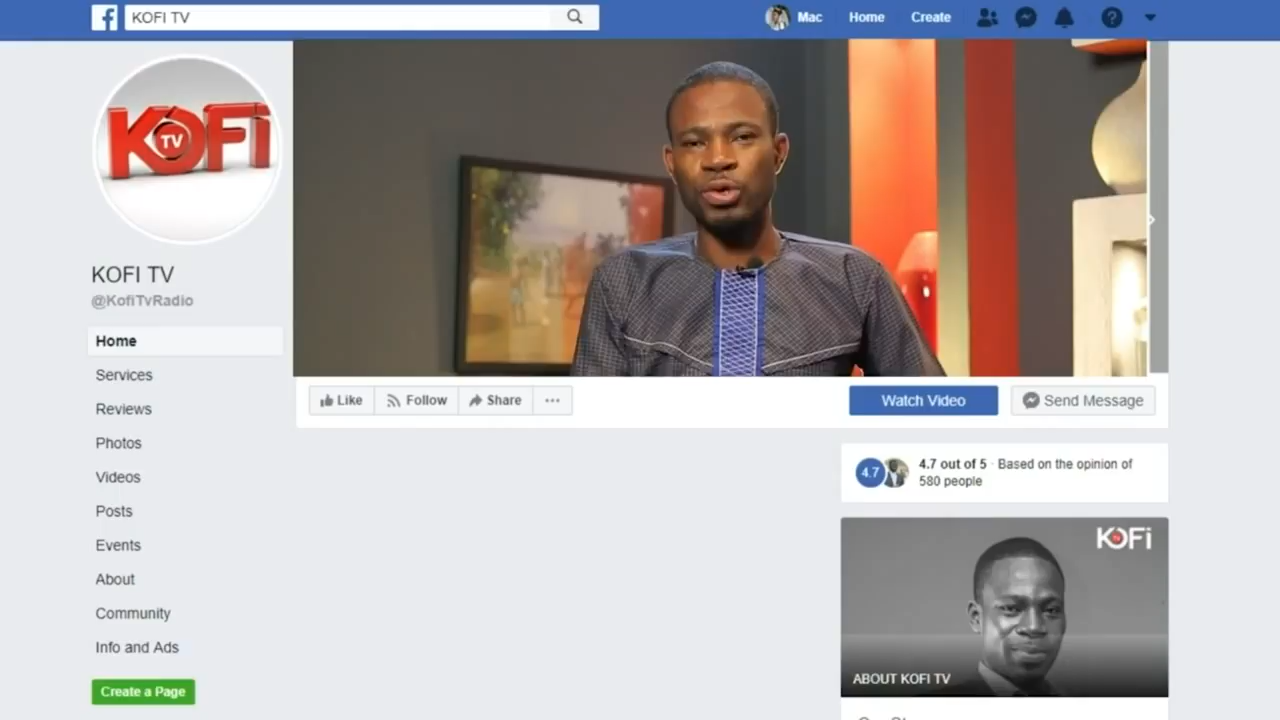 KOFI TV
Mac
Home
Create
KOFI
TV
KOFI TV
@KofiTvRadio
Home
Services
Reviews
Photos
Videos
Posts
Events
About
Community
Info and Ads
Create a Page
Like
Follow
Share
Watch Video
Send Message
4.7
4.7 out of 5 · Based on the opinion of
580 people
KOFI
ABOUT KOFI TV